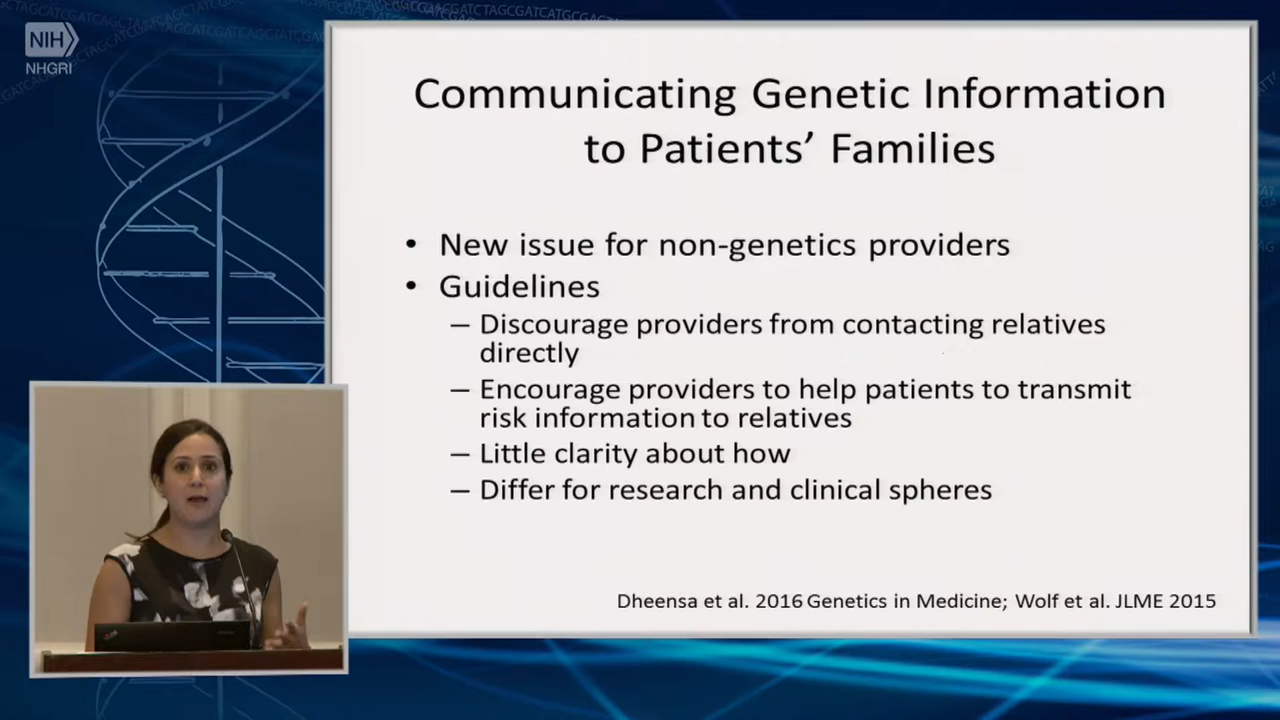 NIH
NHGRI
Communicating Genetic Information
to Patients’ Families
• New issue for non-genetics providers
• Guidelines
– Discourage providers from contacting relatives
directly
– Encourage providers to help patients to transmit
risk information to relatives
– Little clarity about how
– Differ for research and clinical spheres
Dheensa et al. 2016 Genetics in Medicine; Wolf et al. JLME 2015